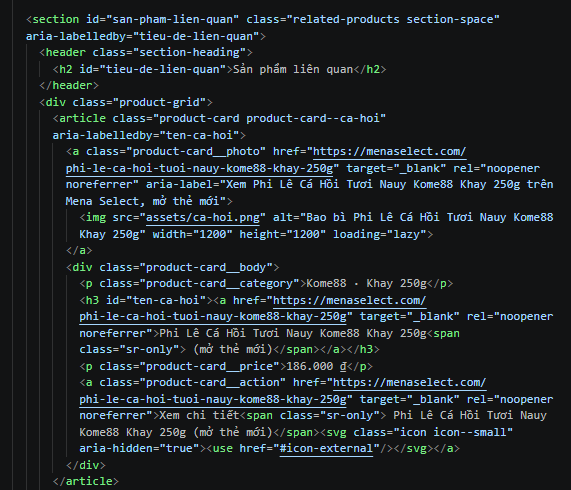 <section id="san-pham-lien-quan" class="related-products section-space"
aria-labelledby="tieu-de-lien-quan">
<header class="section-heading">
<h2 id="tieu-de-lien-quan">Sản phẩm liên quan</h2>
</header>
<div class="product-grid">
<article class="product-card product-card--ca-hoi"
aria-labelledby="ten-ca-hoi">
<a class="product-card__photo" href="https://menaselect.com/
phi-le-ca-hoi-tuoi-nauy-kome88-khay-250g" target="_blank" rel="noopener
noreferrer" aria-label="Xem Phi Lê Cá Hồi Tươi Nauy Kome88 Khay 250g trên
Mena Select, mở thẻ mới">
<img src="assets/ca-hoi.png" alt="Bao bì Phi Lê Cá Hồi Tươi Nauy Kome88
Khay 250g" width="1200" height="1200" loading="lazy">
</a>
<div class="product-card__body">
<p class="product-card__category">Kome88 · Khay 250g</p>
<h3 id="ten-ca-hoi"><a href="https://menaselect.com/
phi-le-ca-hoi-tuoi-nauy-kome88-khay-250g" target="_blank" rel="noopener
noreferrer">Phi Lê Cá Hồi Tươi Nauy Kome88 Khay 250g<span
class="sr-only"> (mở thẻ mới)</span></a></h3>
<p class="product-card__price">186.000 ₫</p>
<a class="product-card__action" href="https://menaselect.com/
phi-le-ca-hoi-tuoi-nauy-kome88-khay-250g" target="_blank" rel="noopener
noreferrer">Xem chi tiết<span class="sr-only"> Phi Lê Cá Hồi Tươi Nauy
Kome88 Khay 250g (mở thẻ mới)</span><svg class="icon icon--small"
aria-hidden="true"><use href="#icon-external"/></svg></a>
</div>
</article>